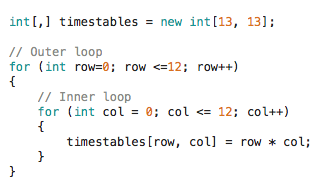 int[,] timestables = new int[13, 13];
// Outer loop
for (int row=0; row <=12; row++)
{
// Inner loop
for (int col = 0; col <= 12; col++)
{
timestables[row, col] = row * col;
}
}